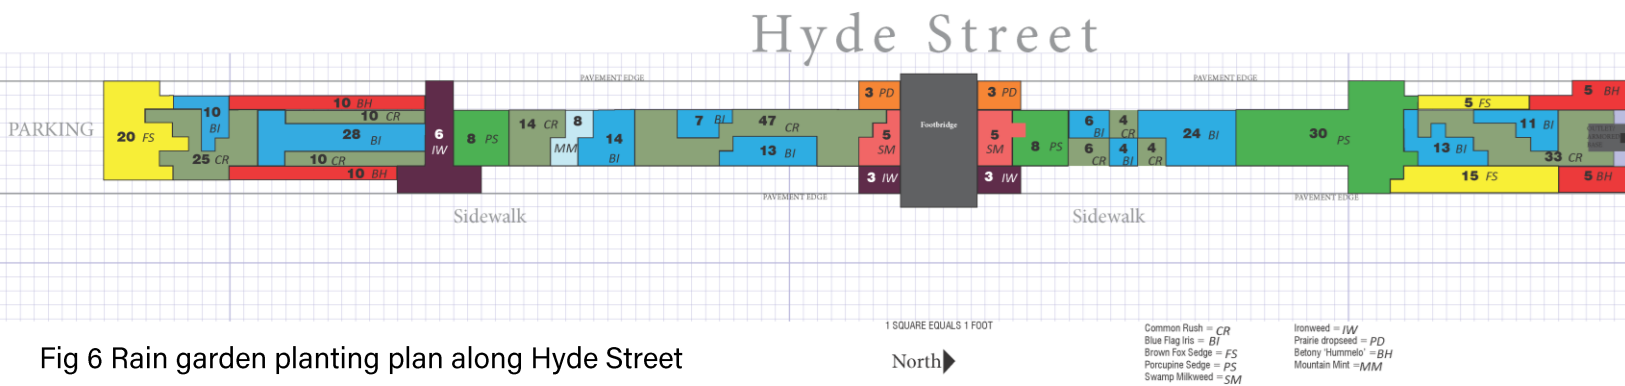 Hyde Street
PAVEMENT EDGE
PAVEMENT EDGE
PARKING
20 FS
10 BI
25 CR
10 BH
10 CR
28 BI
10 CR
10 BH
6 IW
8 PS
14 CR
8 MM
14 BI
7 BI
47 CR
13 BI
3 PD
5 SM
3 IW
Footbridge
3 PD
5 SM
3 IW
8 PS
6 BI
4 CR
6 CR
4 BI
4 CR
24 BI
30 PS
5 FS
5 BH
11 BI
13 BI
33 CR
15 FS
5 BH
PAVEMENT EDGE
PAVEMENT EDGE
Sidewalk
Sidewalk
1 SQUARE EQUALS 1 FOOT
North
Common Rush = CR
Blue Flag Iris = BI
Brown Fox Sedge = FS
Porcupine Sedge = PS
Swamp Milkweed = SM
Ironweed = IW
Prairie dropseed = PD
Betony ‘Hummelo’ = BH
Mountain Mint = MM
Fig 6 Rain garden planting plan along Hyde Street